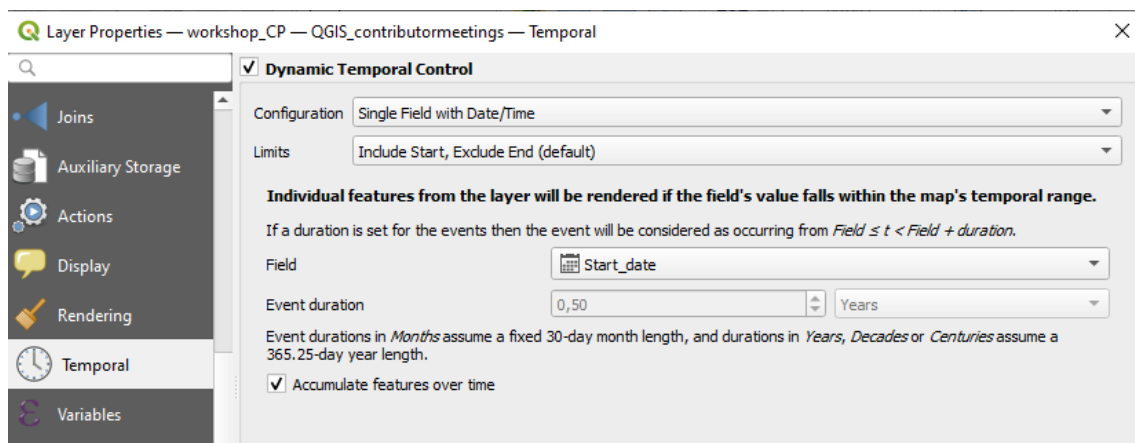 Layer Properties — workshop_CP — QGIS_contributormeetings — Temporal
Joins
Auxiliary Storage
Actions
Display
Rendering
Temporal
Variables
Dynamic Temporal Control
Configuration Single Field with Date/Time
Limits Include Start, Exclude End (default)
Individual features from the layer will be rendered if the field's value falls within the map's temporal range.
If a duration is set for the events then the event will be considered as occurring from Field ≤ t < Field + duration.
Field Start_date
Event duration 0,50 Years
Event durations in Months assume a fixed 30-day month length, and durations in Years, Decades or Centuries assume a
365.25-day year length.
Accumulate features over time